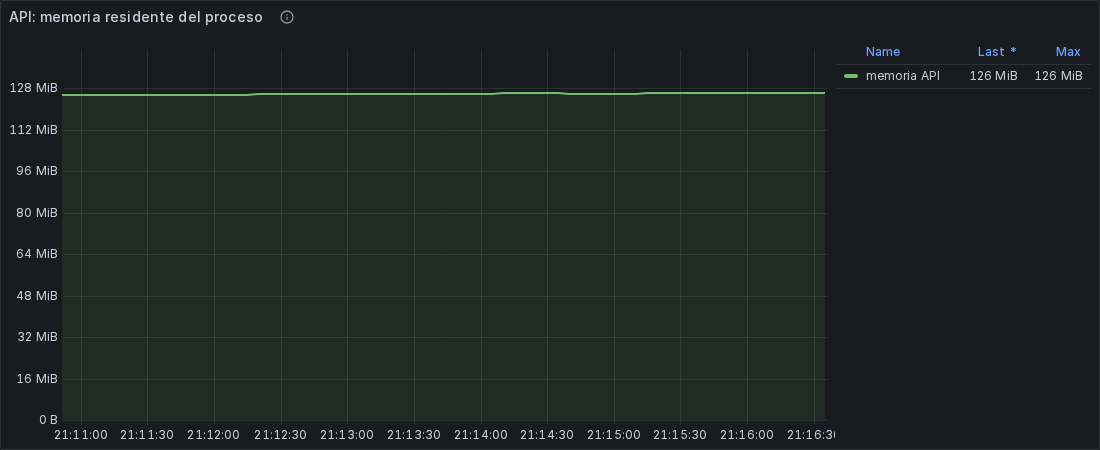 API: memoria residente del proceso
Name Last * Max
memoria API 126 MiB 126 MiB
128 MiB
112 MiB
96 MiB
80 MiB
64 MiB
48 MiB
32 MiB
16 MiB
0 B
21:11:00 21:11:30 21:12:00 21:12:30 21:13:00 21:13:30 21:14:00 21:14:30 21:15:00 21:15:30 21:16:00